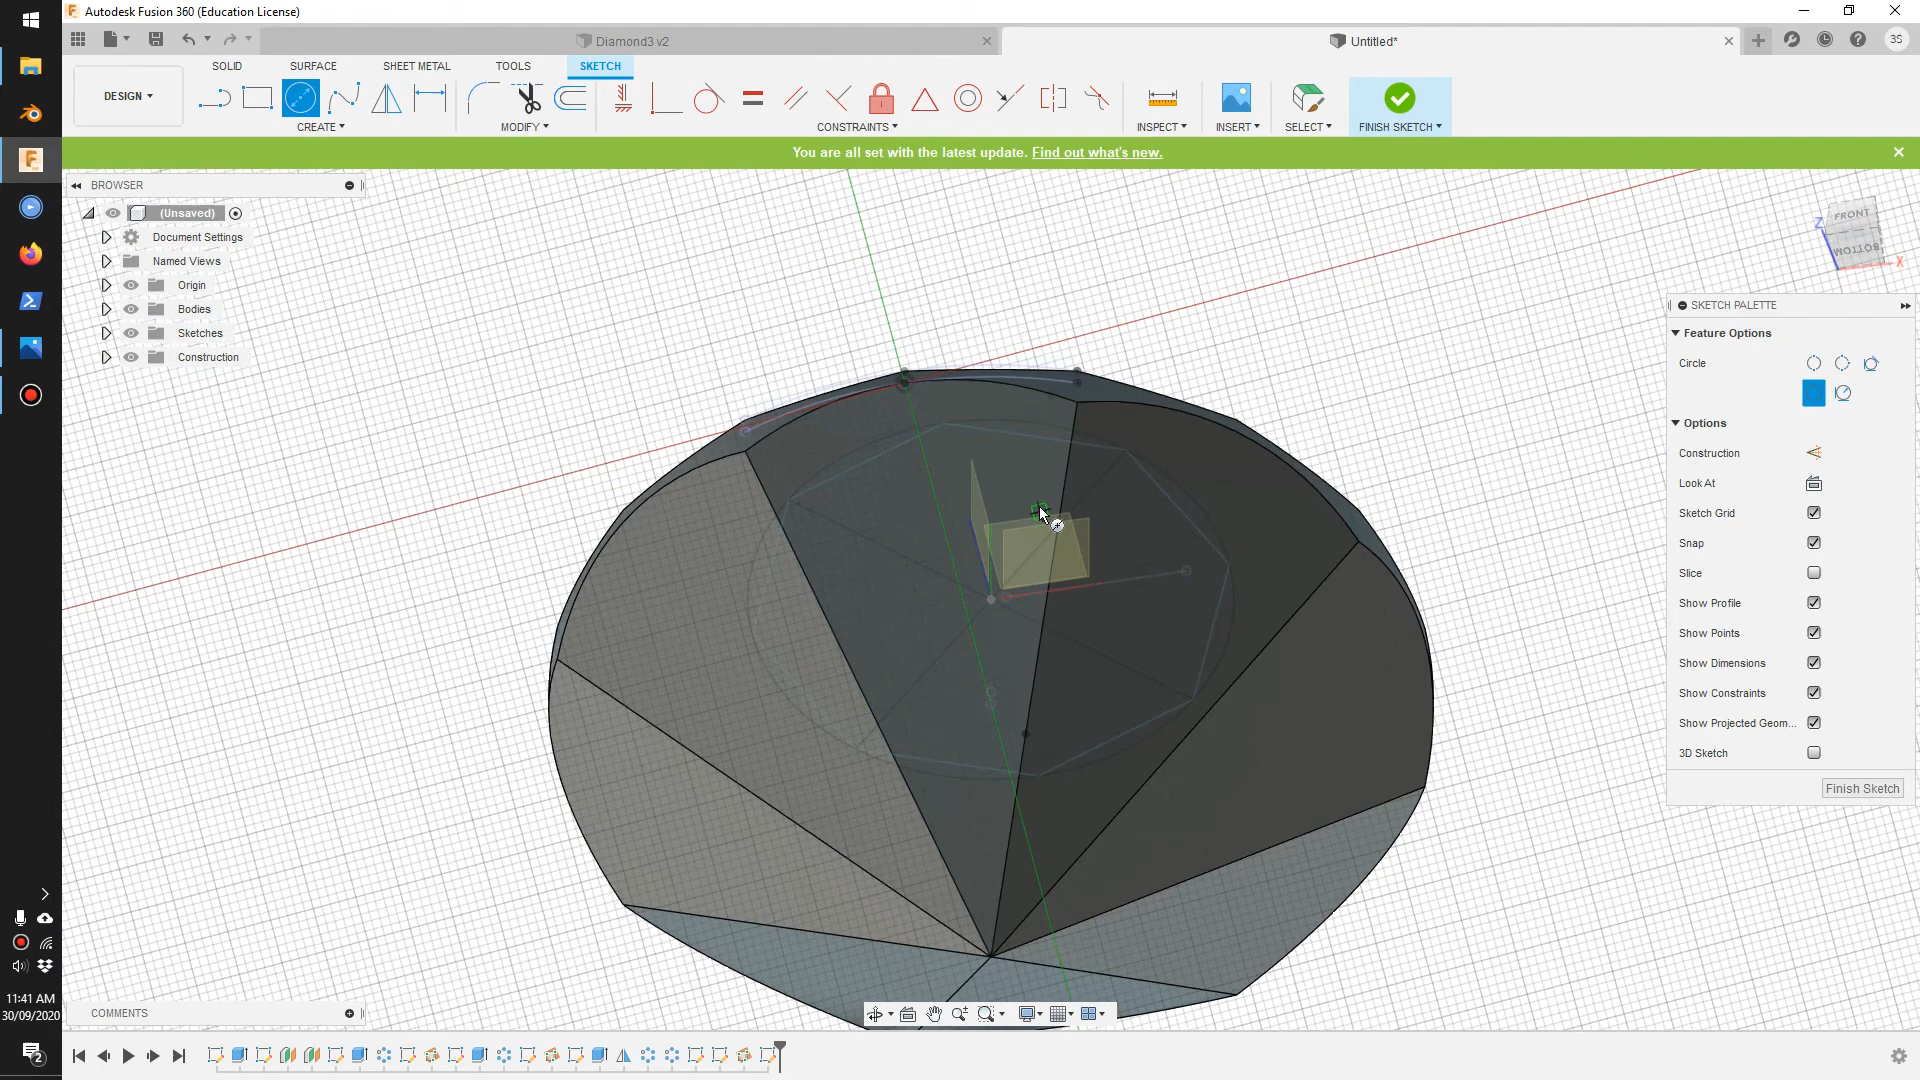 Autodesk Fusion 360 (Education License)
Diamond3 v2
Untitled*
3S
SOLID
SURFACE
SHEET METAL
TOOLS
SKETCH
DESIGN
CREATE
MODIFY
CONSTRAINTS
INSPECT
INSERT
SELECT
FINISH SKETCH
You are all set with the latest update. Find out what's new.
BROWSER
(Unsaved)
Document Settings
Named Views
Origin
Bodies
Sketches
Construction
FRONT
BOTTOM
Z
X
SKETCH PALETTE
Feature Options
Circle
Options
Construction
Look At
Sketch Grid
Snap
Slice
Show Profile
Show Points
Show Dimensions
Show Constraints
Show Projected Geom...
3D Sketch
Finish Sketch
COMMENTS
11:41 AM
30/09/2020
2